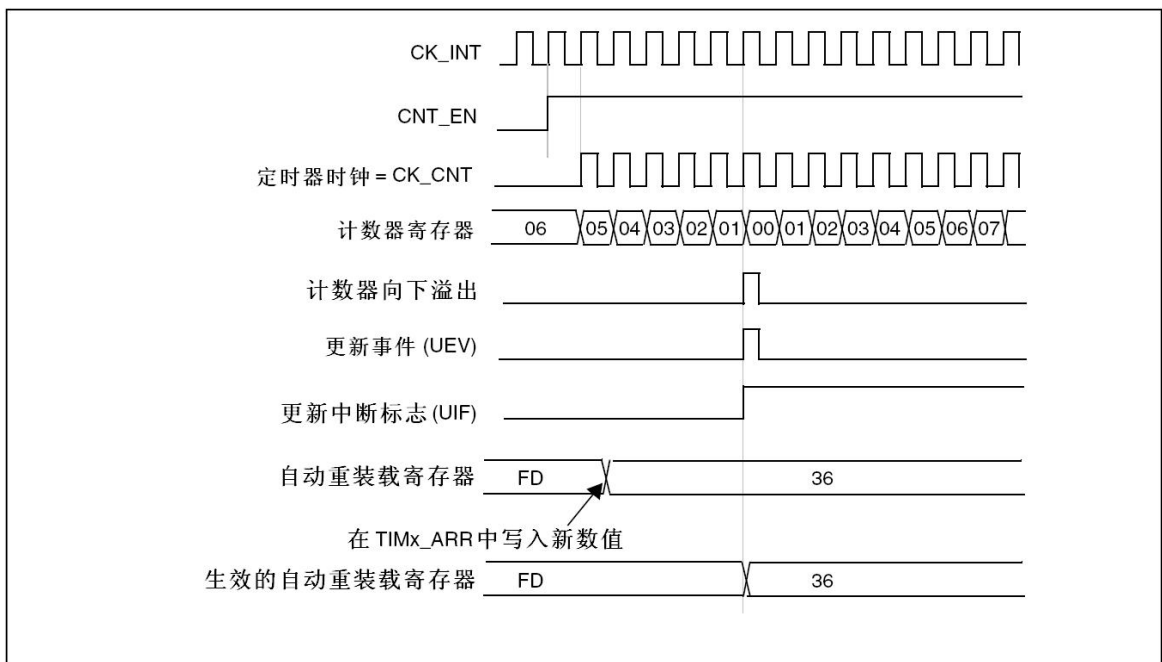 CK_INT
CNT_EN
定时器时钟 = CK_CNT
计数器寄存器 06 05 04 03 02 01 00 01 02 03 04 05 06 07
计数器向下溢出
更新事件 (UEV)
更新中断标志 (UIF)
自动重装载寄存器 FD 36
在 TIMx_ARR 中写入新数值
生效的自动重装载寄存器 FD 36